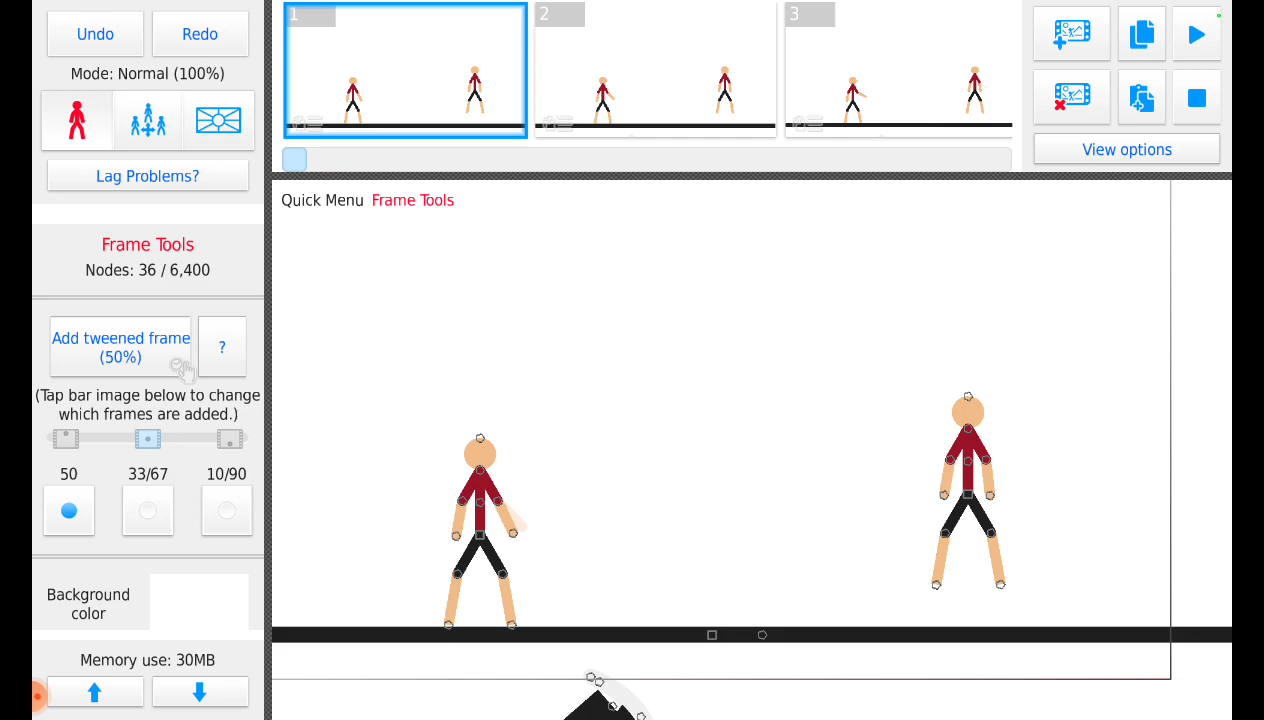 Undo
Redo
Mode: Normal (100%)
Lag Problems?
Frame Tools
Nodes: 36 / 6,400
Add tweened frame
(50%)
?
(Tap bar image below to change
which frames are added.)
50
33/67
10/90
Background
color
Memory use: 30MB
1
2
3
View options
Quick Menu Frame Tools